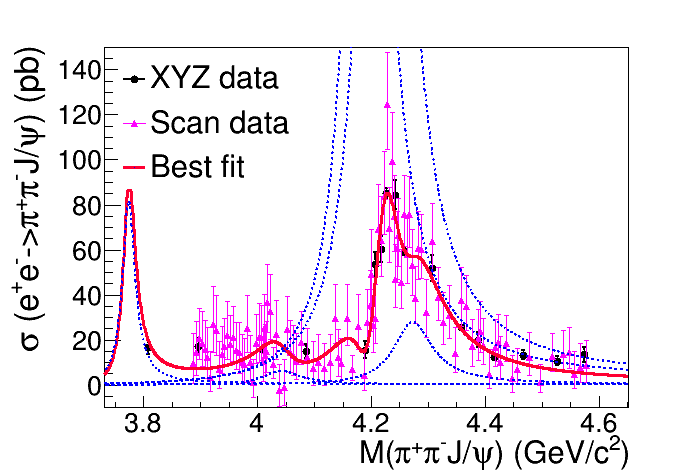 σ (e⁺e⁻->π⁺π⁻J/ψ) (pb)
140
120
100
80
60
40
20
0
XYZ data
Scan data
Best fit
3.8 4 4.2 4.4 4.6
M(π⁺π⁻J/ψ) (GeV/c²)